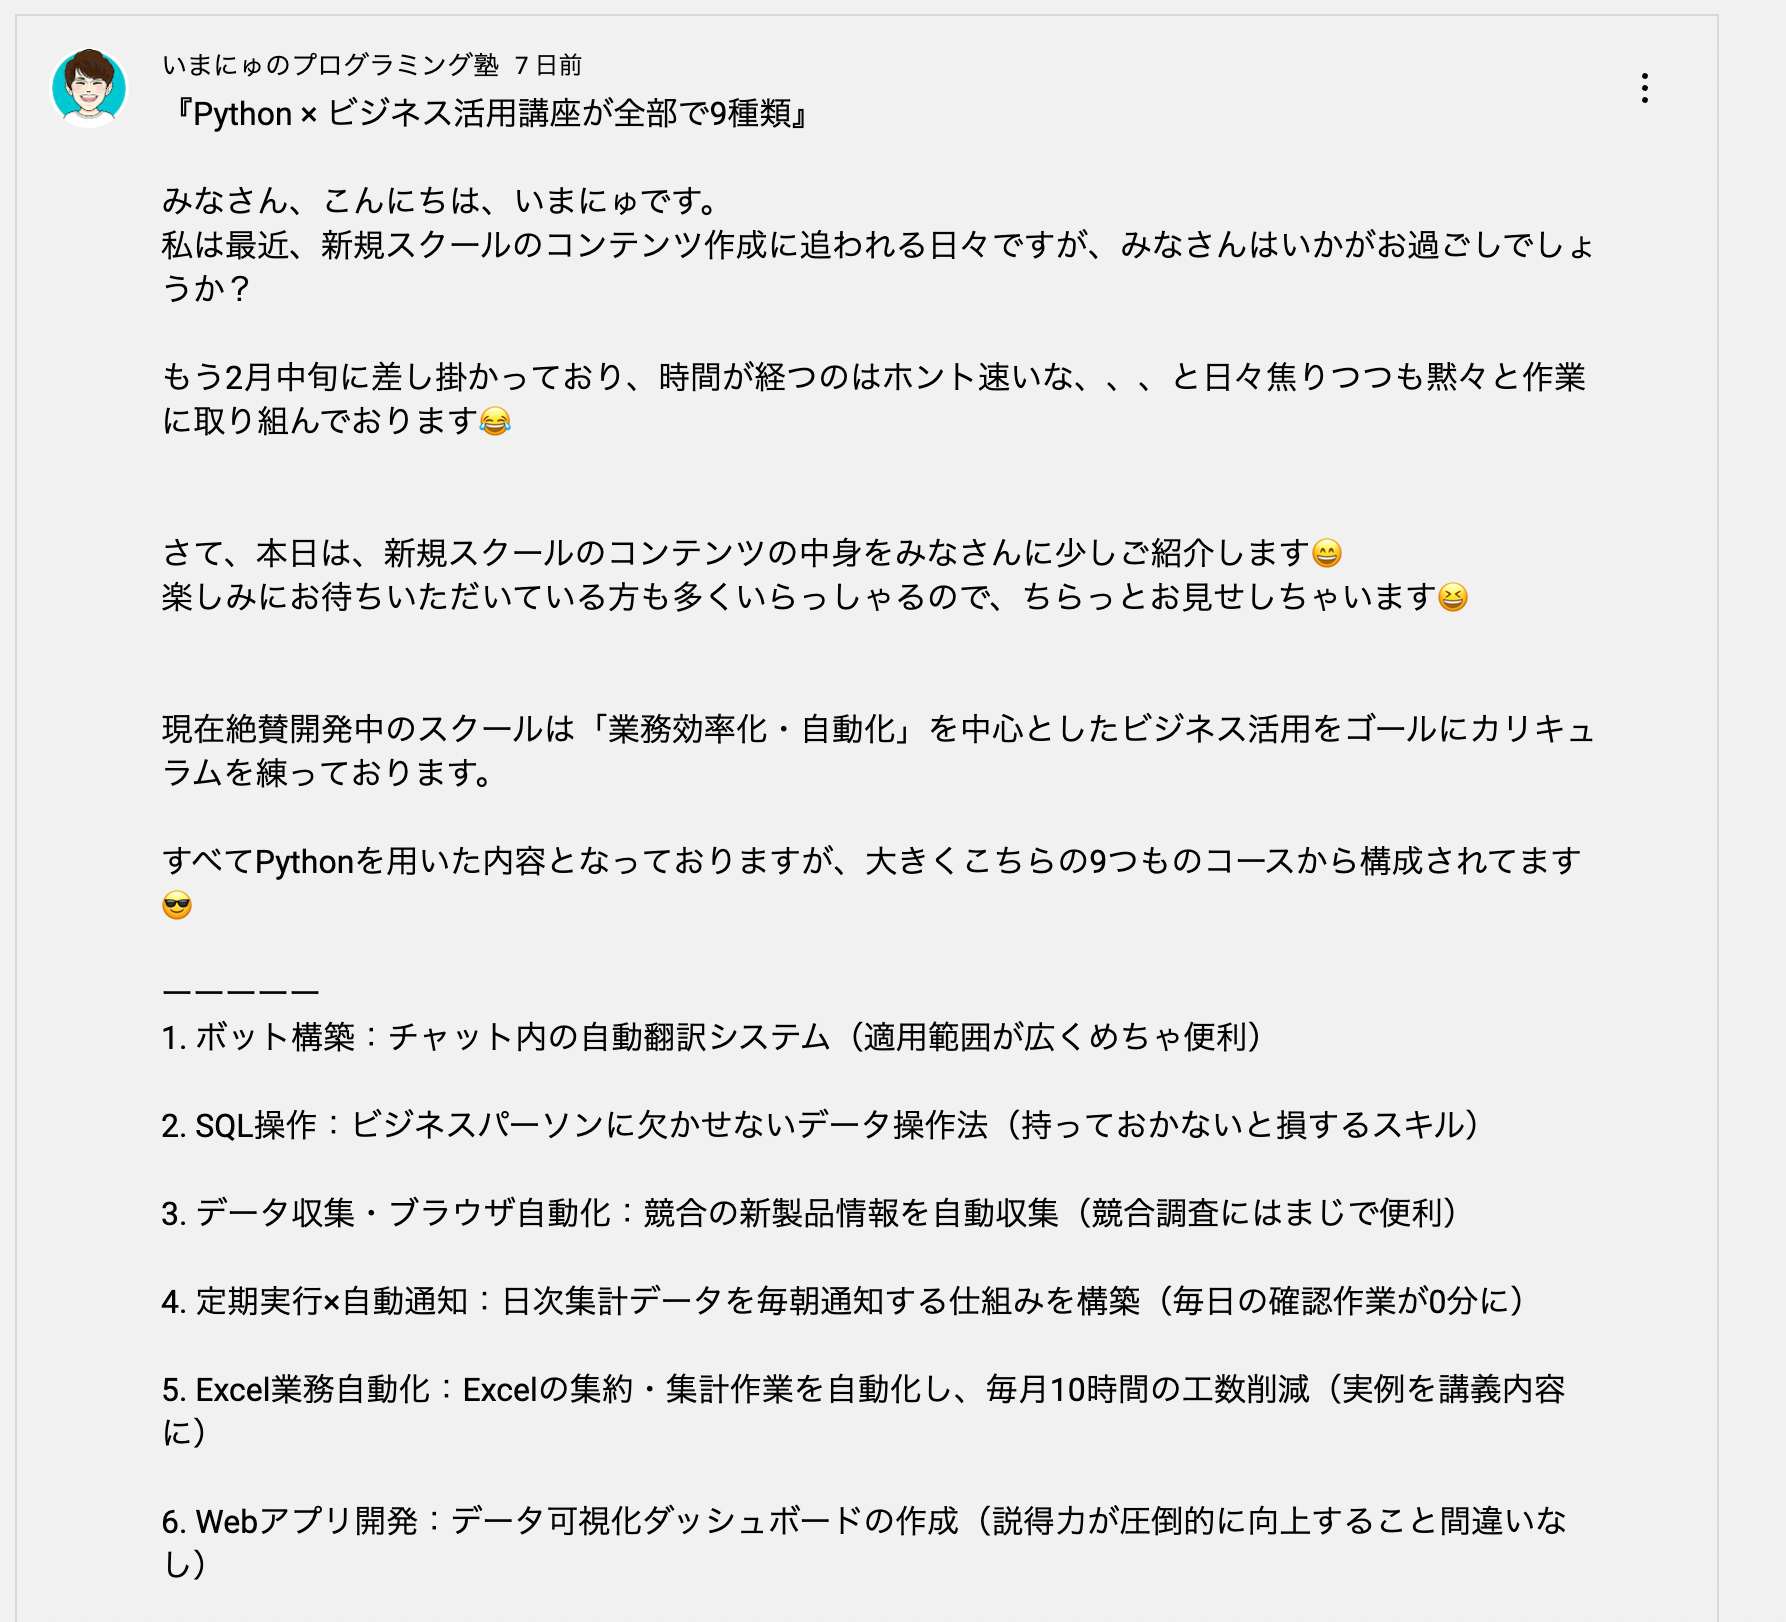 いまにゅのプログラミング塾 7 日前
『Python × ビジネス活用講座が全部で9種類』
みなさん、こんにちは、いまにゅです。
私は最近、新規スクールのコンテンツ作成に追われる日々ですが、みなさんはいかがお過ごしでしょ
うか？
もう2月中旬に差し掛かっており、時間が経つのはホント速いな、、、と日々焦りつつも黙々と作業
に取り組んでおります😂
さて、本日は、新規スクールのコンテンツの中身をみなさんに少しご紹介します😄
楽しみにお待ちいただいている方も多くいらっしゃるので、ちらっとお見せしちゃいます😆
現在絶賛開発中のスクールは「業務効率化・自動化」を中心としたビジネス活用をゴールにカリキュ
ラムを練っております。
すべてPythonを用いた内容となっておりますが、大きくこちらの9つものコースから構成されてます
😎
ーーーーー
1. ボット構築：チャット内の自動翻訳システム（適用範囲が広くめちゃ便利）
2. SQL操作：ビジネスパーソンに欠かせないデータ操作法（持っておかないと損するスキル）
3. データ収集・ブラウザ自動化：競合の新製品情報を自動収集（競合調査にはまじで便利）
4. 定期実行×自動通知：日次集計データを毎朝通知する仕組みを構築（毎日の確認作業が0分に）
5. Excel業務自動化：Excelの集約・集計作業を自動化し、毎月10時間の工数削減（実例を講義内容
に）
6. Webアプリ開発：データ可視化ダッシュボードの作成（説得力が圧倒的に向上すること間違いな
し）